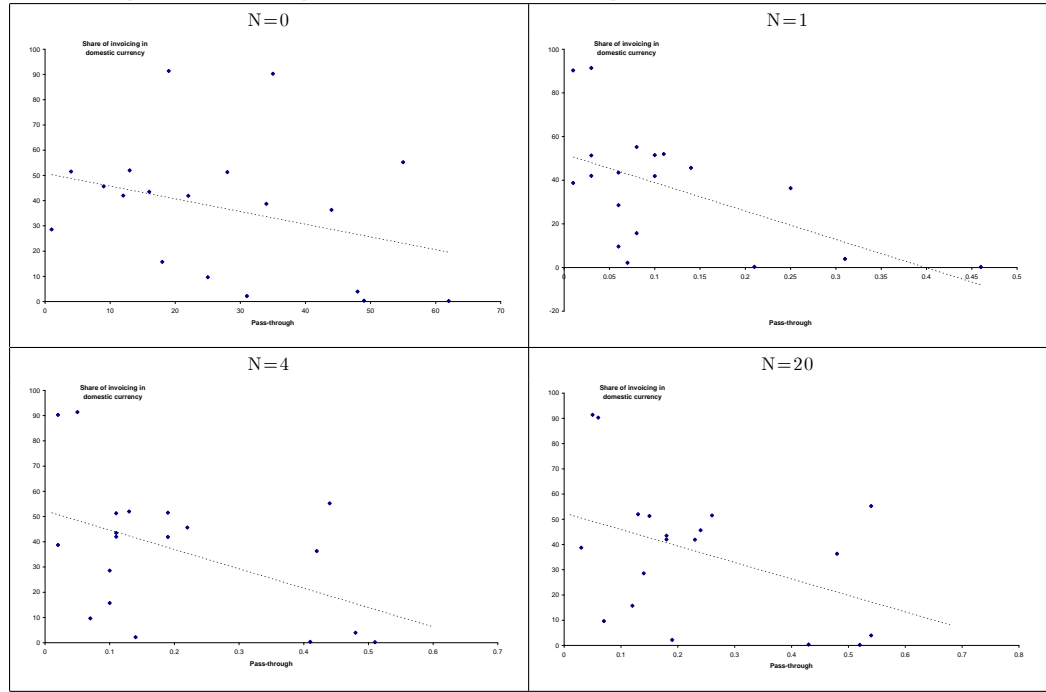 N=0
Share of invoicing in
domestic currency
100
90
80
70
60
50
40
30
20
10
0
0 10 20 30 40 50 60 70
Pass-through
N=1
Share of invoicing in
domestic currency
100
80
60
40
20
0
-20
0 0.05 0.1 0.15 0.2 0.25 0.3 0.35 0.4 0.45 0.5
Pass-through
N=4
Share of invoicing in
domestic currency
100
90
80
70
60
50
40
30
20
10
0
0 0.1 0.2 0.3 0.4 0.5 0.6 0.7
Pass-through
N=20
Share of invoicing in
domestic currency
100
90
80
70
60
50
40
30
20
10
0
0 0.1 0.2 0.3 0.4 0.5 0.6 0.7 0.8
Pass-through